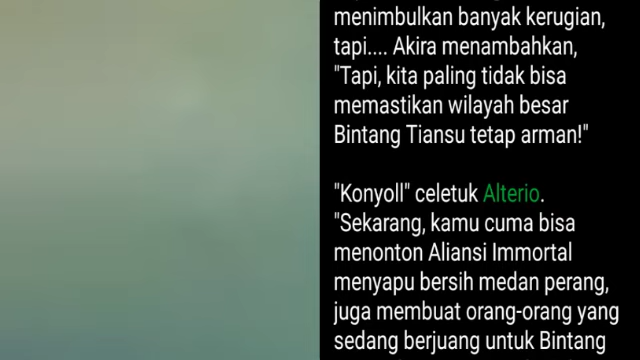 menimbulkan banyak kerugian,
tapi.... Akira menambahkan,
"Tapi, kita paling tidak bisa
memastikan wilayah besar
Bintang Tiansu tetap arman!"
"Konyoll" celetuk Alterio.
"Sekarang, kamu cuma bisa
menonton Aliansi Immortal
menyapu bersih medan perang,
juga membuat orang-orang yang
sedang berjuang untuk Bintang